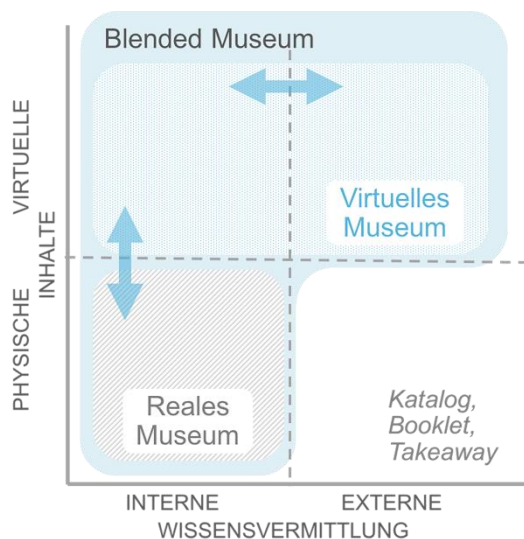 Blended Museum
VIRTUELLE
PHYSISCHE
INHALTE
Virtuelles
Museum
Reales
Museum
Katalog,
Booklet,
Takeaway
INTERNE
EXTERNE
WISSENSVERMITTLUNG